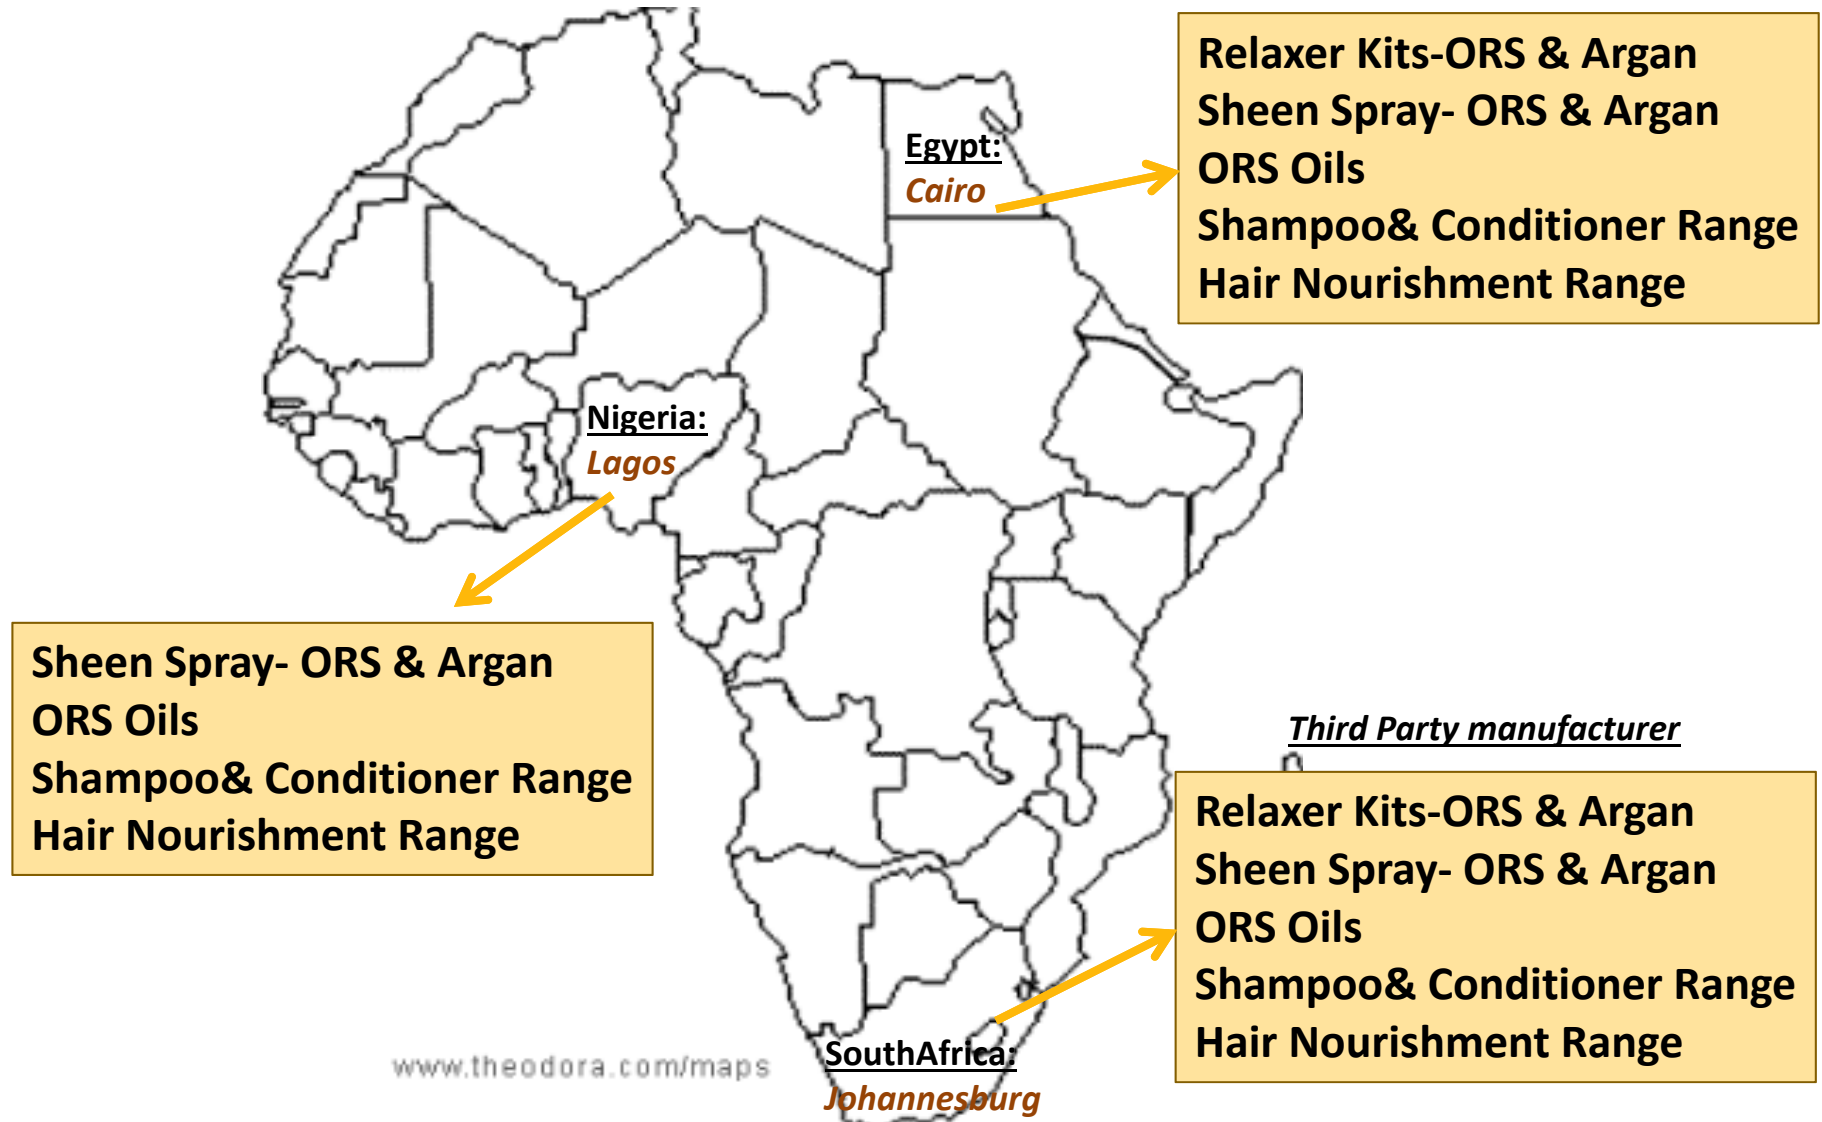 Relaxer Kits-ORS & Argan
Sheen Spray- ORS & Argan
ORS Oils
Shampoo& Conditioner Range
Hair Nourishment Range
Egypt:
Cairo
Nigeria:
Lagos
Sheen Spray- ORS & Argan
ORS Oils
Shampoo& Conditioner Range
Hair Nourishment Range
Third Party manufacturer
Relaxer Kits-ORS & Argan
Sheen Spray- ORS & Argan
ORS Oils
Shampoo& Conditioner Range
Hair Nourishment Range
SouthAfrica:
Johannesburg
www.theodora.com/maps